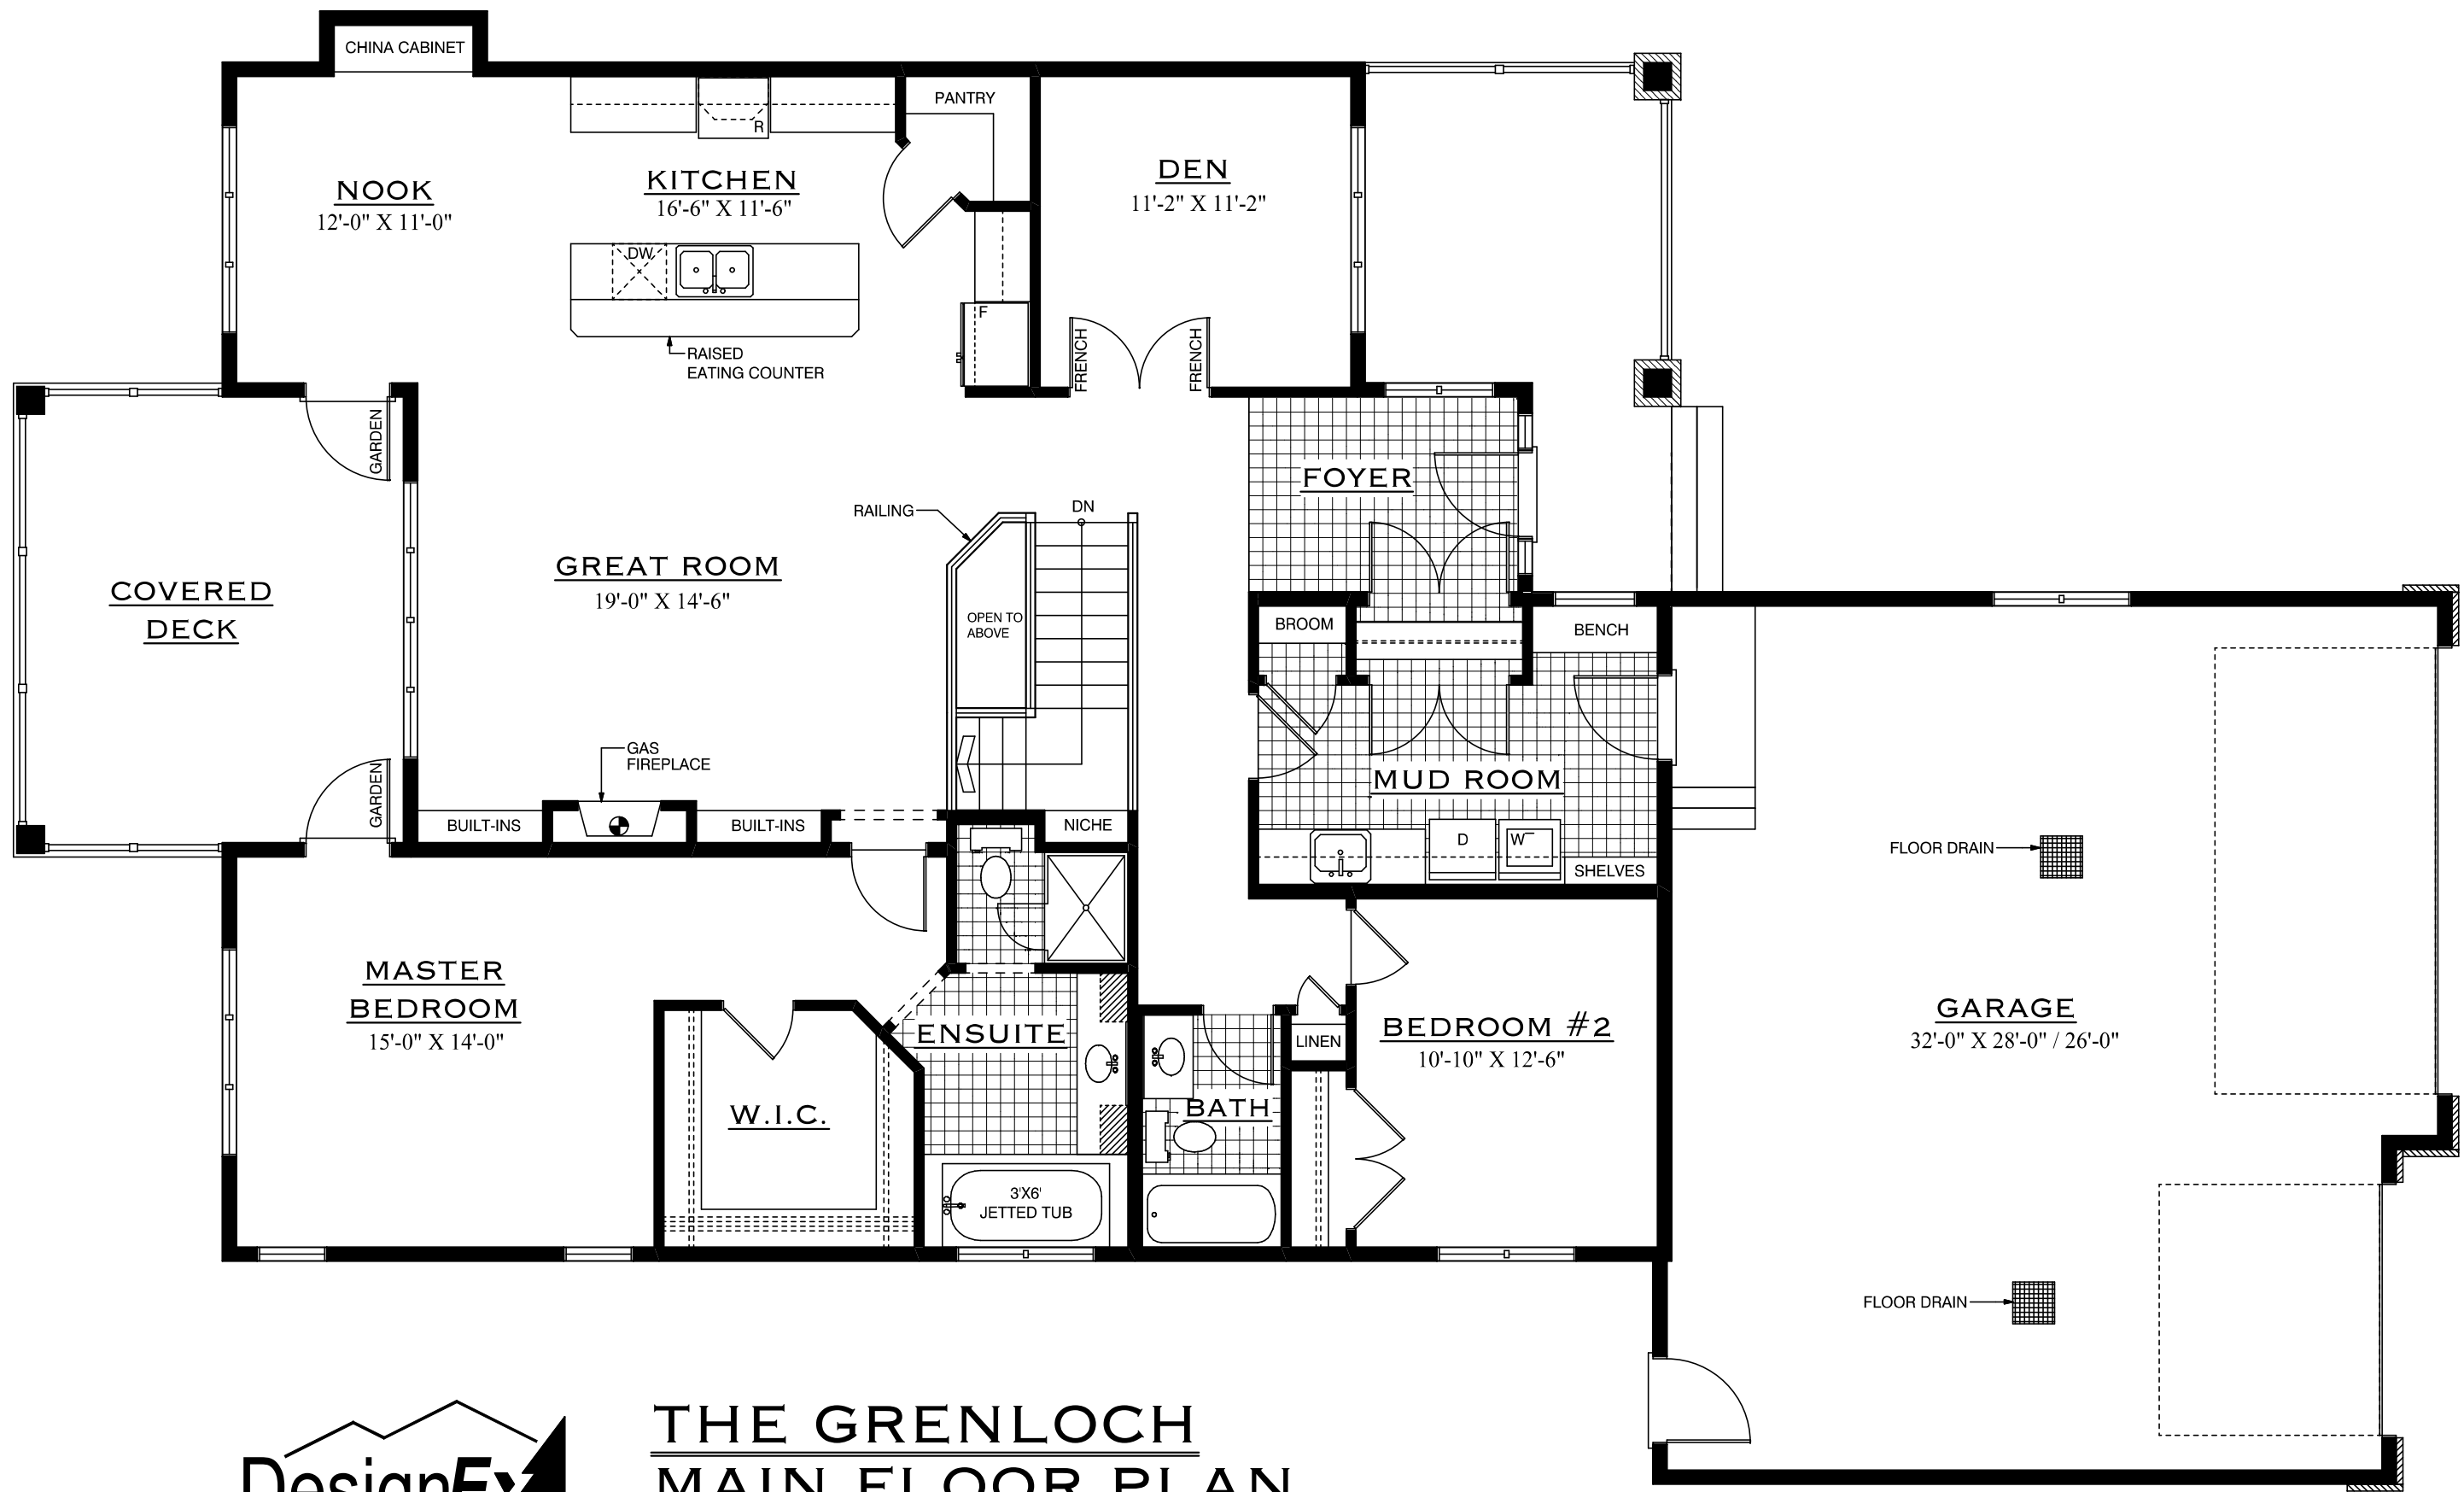 CHINA CABINET
PANTRY
R
NOOK
12'-0" X 11'-0"
KITCHEN
16'-6" X 11'-6"
DEN
11'-2" X 11'-2"
DW
F
RAISED
EATING COUNTER
FRENCH
FRENCH
GARDEN
FOYER
RAILING
DN
COVERED
DECK
GREAT ROOM
19'-0" X 14'-6"
OPEN TO
ABOVE
BROOM
BENCH
GAS
FIREPLACE
GARDEN
MUD ROOM
BUILT-INS
BUILT-INS
NICHE
D
W
SHELVES
FLOOR DRAIN
MASTER
BEDROOM
15'-0" X 14'-0"
ENSUITE
LINEN
BEDROOM #2
10'-10" X 12'-6"
GARAGE
32'-0" X 28'-0" / 26'-0"
W.I.C.
BATH
3'X6'
JETTED TUB
FLOOR DRAIN
THE GRENLOCH
MAIN FLOOR PLAN
DesignEx